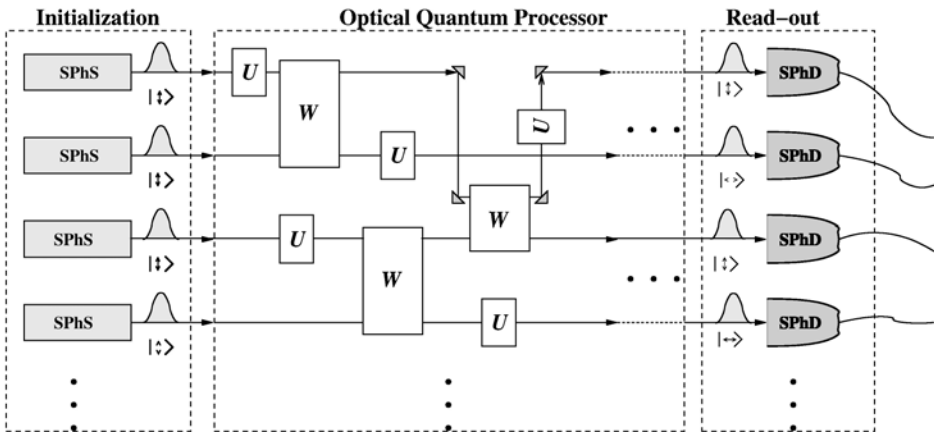 Initialization
Optical Quantum Processor
Read-out
SPhS
|↕⟩
U
W
U
|↕⟩
SPhD
SPhS
|↕⟩
U
|↔⟩
SPhD
SPhS
|↕⟩
U
W
W
|↕⟩
SPhD
SPhS
|↕⟩
U
|↔⟩
SPhD